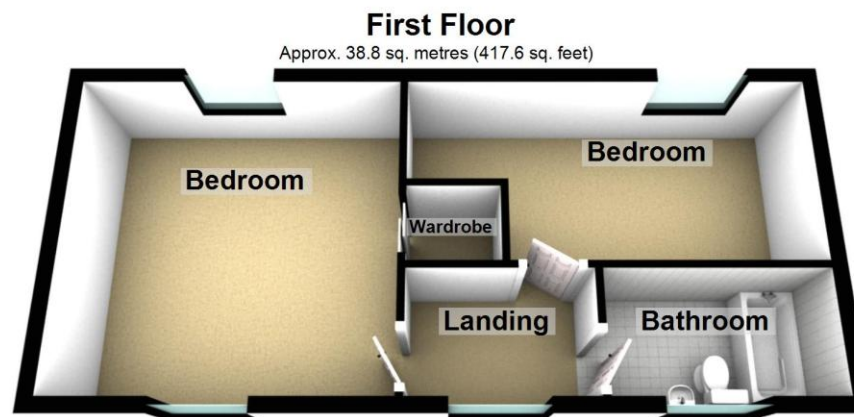 First Floor
Approx. 38.8 sq. metres (417.6 sq. feet)
Bedroom
Bedroom
Wardrobe
Landing
Bathroom